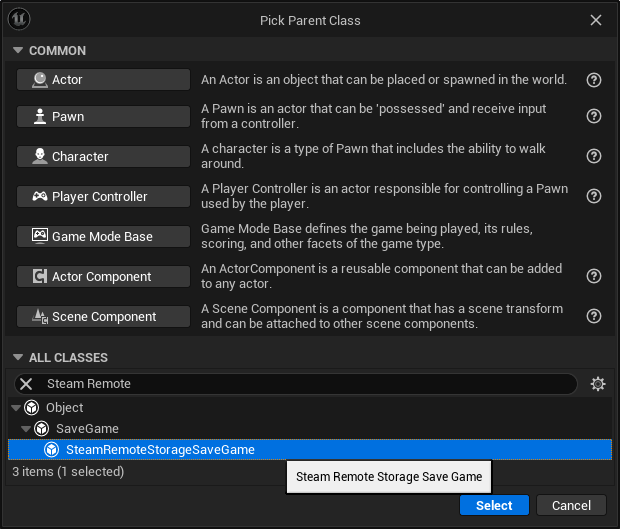 Pick Parent Class
COMMON
Actor
An Actor is an object that can be placed or spawned in the world.
Pawn
A Pawn is an actor that can be 'possessed' and receive input
from a controller.
Character
A character is a type of Pawn that includes the ability to walk
around.
Player Controller
A Player Controller is an actor responsible for controlling a Pawn
used by the player.
Game Mode Base
Game Mode Base defines the game being played, its rules,
scoring, and other facets of the game type.
Actor Component
An ActorComponent is a reusable component that can be added
to any actor.
Scene Component
A Scene Component is a component that has a scene transform
and can be attached to other scene components.
ALL CLASSES
Steam Remote
Object
SaveGame
SteamRemoteStorageSaveGame
3 items (1 selected)
Steam Remote Storage Save Game
Select
Cancel